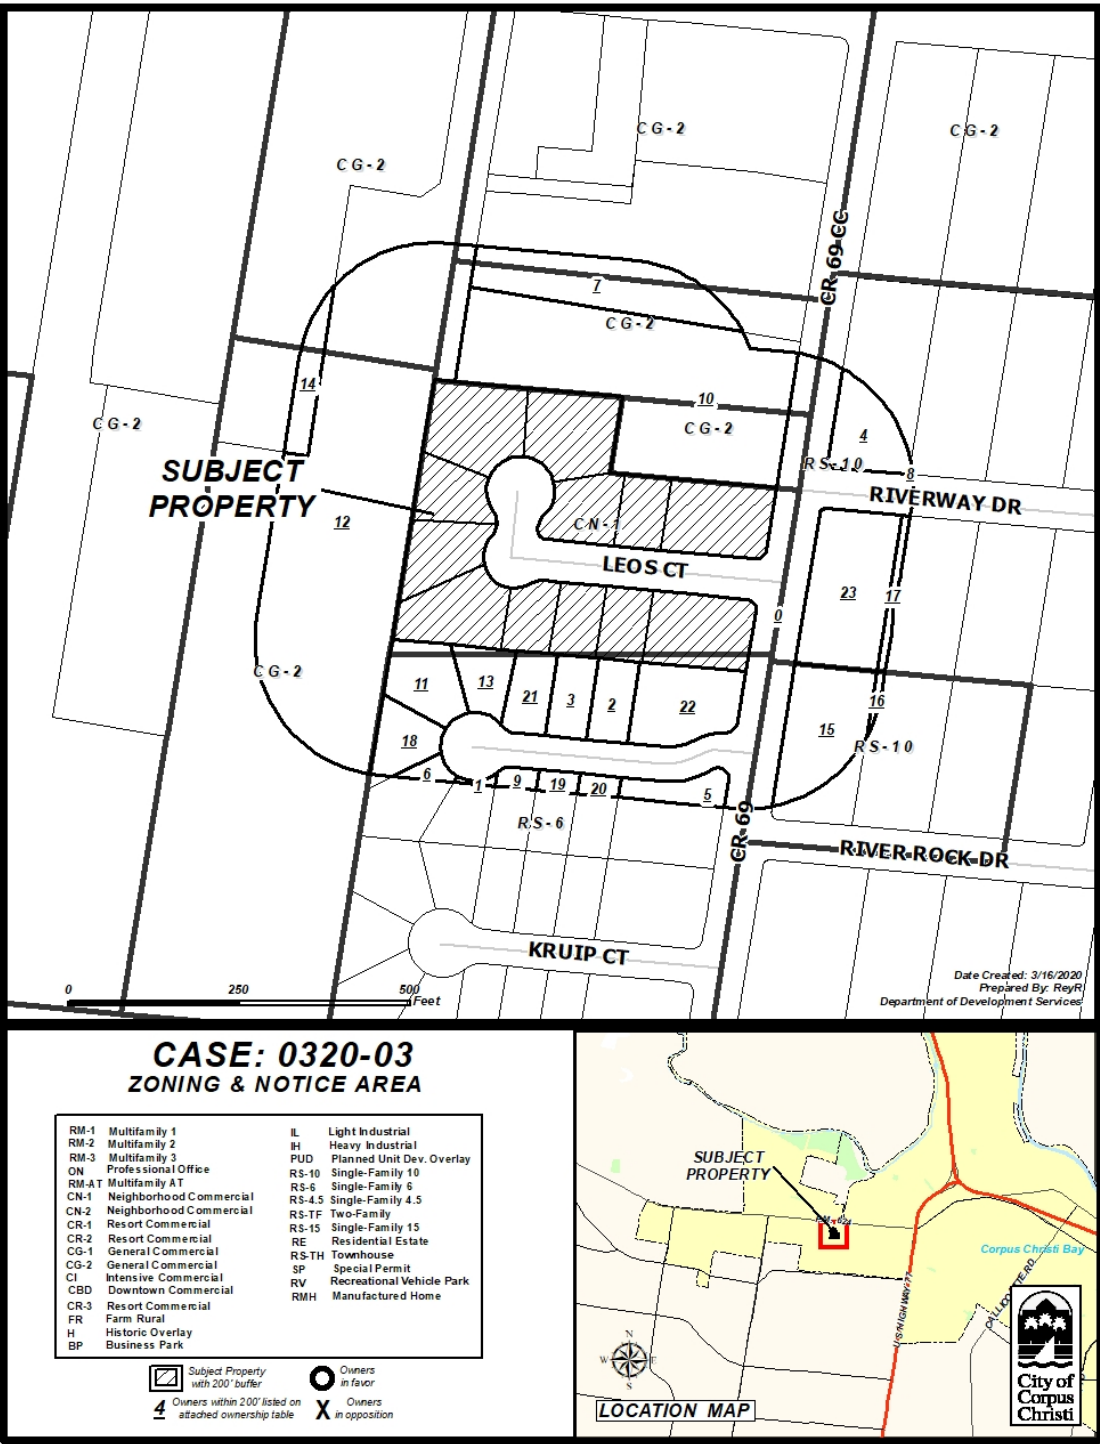 CG-2
CG-2
CG-2
CR 69 CC
7
CG-2
14
10
CG-2
CG-2
4
RS-10
8
SUBJECT
PROPERTY
RIVERWAY DR
12
CN-1
LEOS CT
23
17
0
CG-2
11
13
21
3
2
22
16
15
RS-10
18
6
1
9
19
20
5
RS-6
CR 69
RIVER ROCK DR
KRUIP CT
0 250 500
Feet
Date Created: 3/16/2020
Prepared By: ReyR
Department of Development Services
CASE: 0320-03
ZONING & NOTICE AREA
RM-1 Multifamily 1
RM-2 Multifamily 2
RM-3 Multifamily 3
ON Professional Office
RM-AT Multifamily AT
CN-1 Neighborhood Commercial
CN-2 Neighborhood Commercial
CR-1 Resort Commercial
CR-2 Resort Commercial
CG-1 General Commercial
CG-2 General Commercial
CI Intensive Commercial
CBD Downtown Commercial
CR-3 Resort Commercial
FR Farm Rural
H Historic Overlay
BP Business Park
IL Light Industrial
IH Heavy Industrial
PUD Planned Unit Dev. Overlay
RS-10 Single-Family 10
RS-6 Single-Family 6
RS-4.5 Single-Family 4.5
RS-TF Two-Family
RS-15 Single-Family 15
RE Residential Estate
RS-TH Townhouse
SP Special Permit
RV Recreational Vehicle Park
RMH Manufactured Home
Subject Property
with 200' buffer
Owners
in favor
4 Owners within 200' listed on
attached ownership table
X Owners
in opposition
SUBJECT
PROPERTY
Corpus Christi Bay
US HIGHWAY 77
N
W E
S
LOCATION MAP
City of
Corpus
Christi